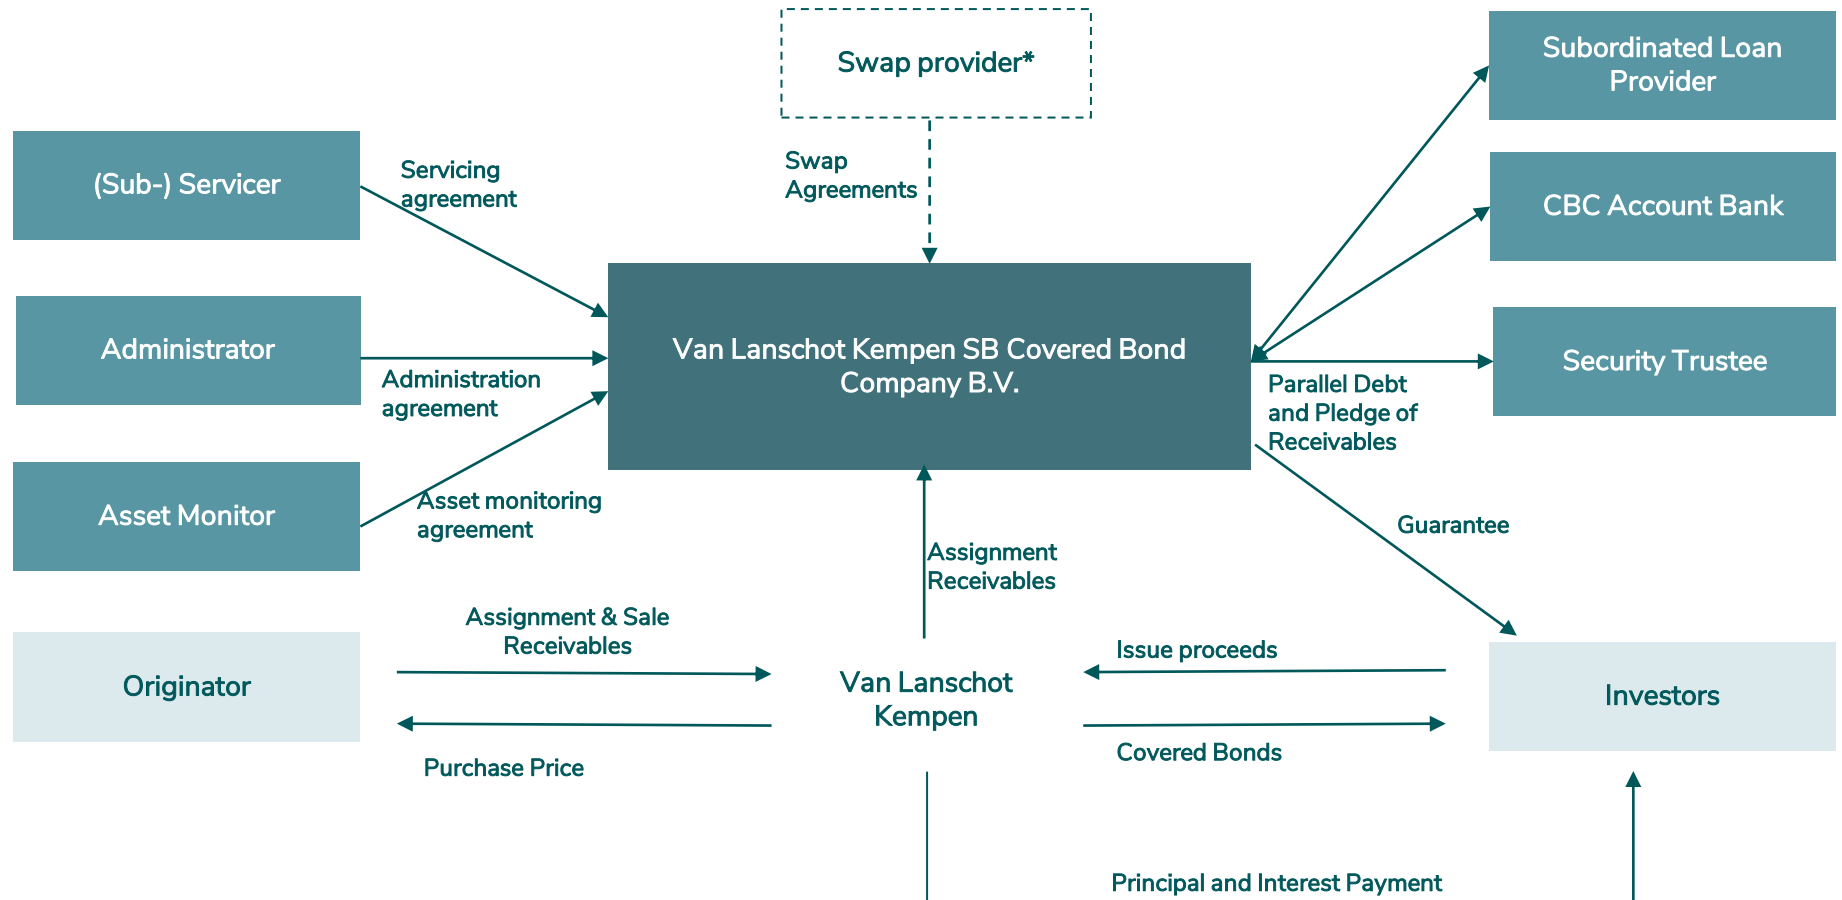 Swap provider*
Subordinated Loan
Provider
(Sub-) Servicer
Servicing
agreement
Swap
Agreements
CBC Account Bank
Administrator
Administration
agreement
Van Lanschot Kempen SB Covered Bond
Company B.V.
Security Trustee
Parallel Debt
and Pledge of
Receivables
Asset Monitor
Asset monitoring
agreement
Assignment
Receivables
Guarantee
Originator
Assignment & Sale
Receivables
Purchase Price
Van Lanschot
Kempen
Issue proceeds
Covered Bonds
Investors
Principal and Interest Payment